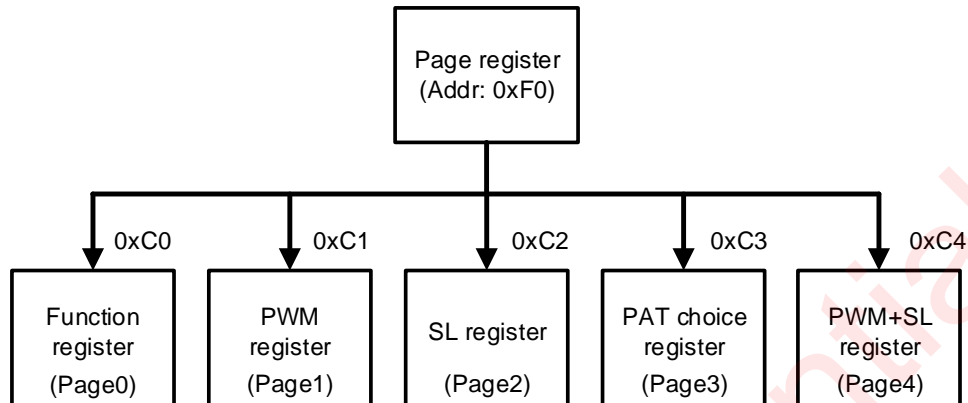 Page register
(Addr: 0xF0)
0xC0
0xC1
0xC2
0xC3
0xC4
Function
register
(Page0)
PWM
register
(Page1)
SL register
(Page2)
PAT choice
register
(Page3)
PWM+SL
register
(Page4)